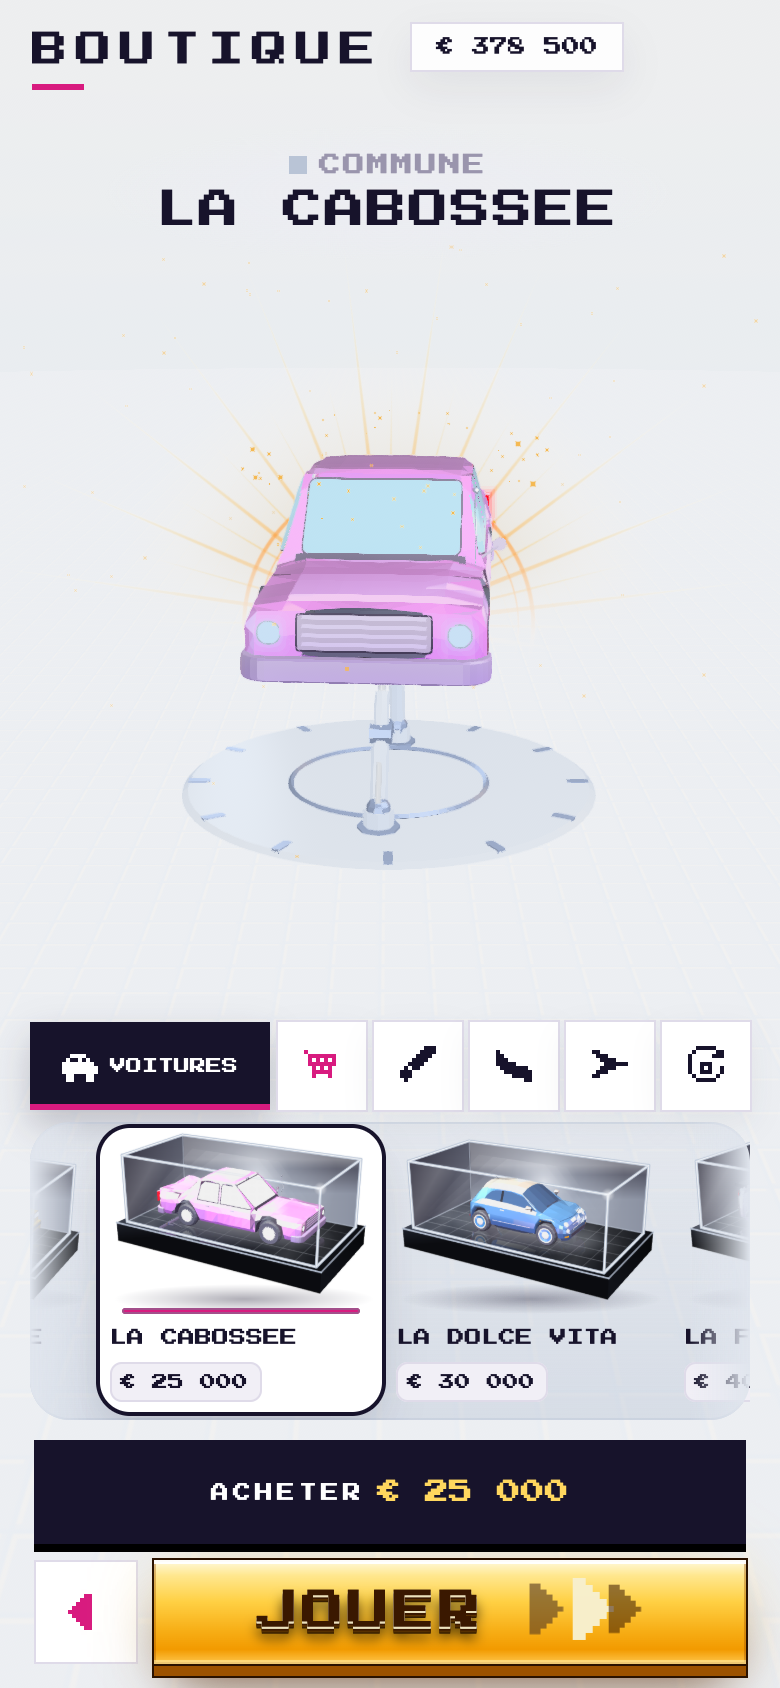 BOUTIQUE
€ 378 500
COMMUNE
LA CABOSSEE
VOITURES
LA CABOSSEE
LA DOLCE VITA
LA
€ 25 000
€ 30 000
€
ACHETER € 25 000
JOUER